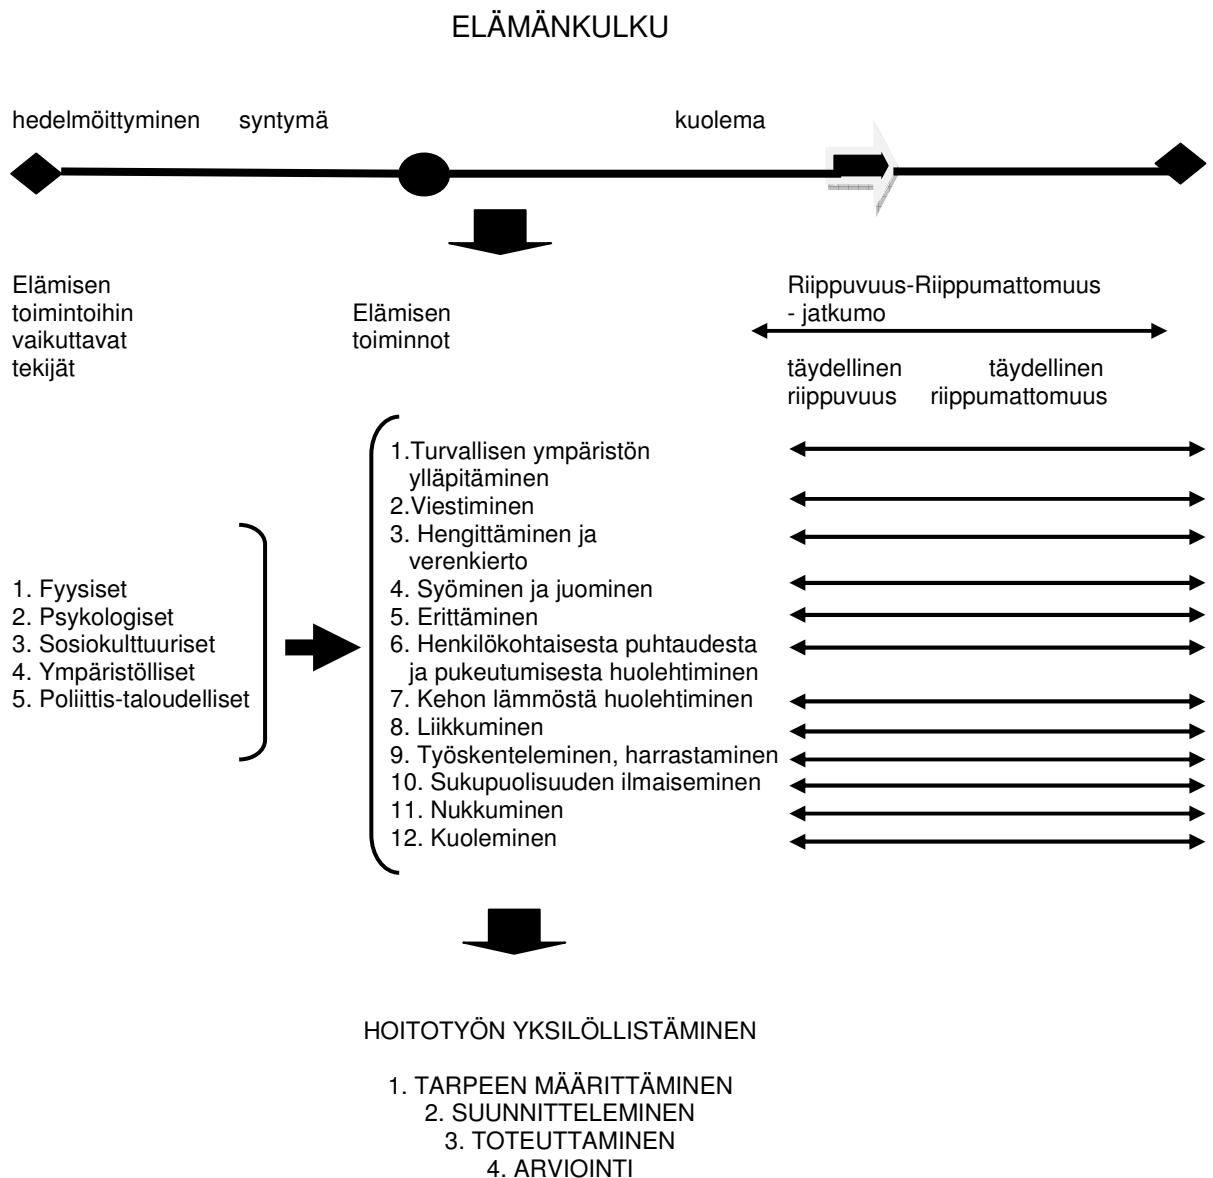 ELÄMÄNKULKU
hedelmöittyminen syntymä kuolema
Elämisen
toimintoihin
vaikuttavat
tekijät
Elämisen
toiminnot
Riippuvuus-Riippumattomuus
- jatkumo
täydellinen täydellinen
riippuvuus riippumattomuus
1. Fyysiset
2. Psykologiset
3. Sosiokulttuuriset
4. Ympäristölliset
5. Poliittis-taloudelliset
1.Turvallisen ympäristön
ylläpitäminen
2.Viestiminen
3. Hengittäminen ja
verenkierto
4. Syöminen ja juominen
5. Erittäminen
6. Henkilökohtaisesta puhtaudesta
ja pukeutumisesta huolehtiminen
7. Kehon lämmöstä huolehtiminen
8. Liikkuminen
9. Työskenteleminen, harrastaminen
10. Sukupuolisuuden ilmaiseminen
11. Nukkuminen
12. Kuoleminen
HOITOTYÖN YKSILÖLLISTÄMINEN
1. TARPEEN MÄÄRITTÄMINEN
2. SUUNNITTELEMINEN
3. TOTEUTTAMINEN
4. ARVIOINTI